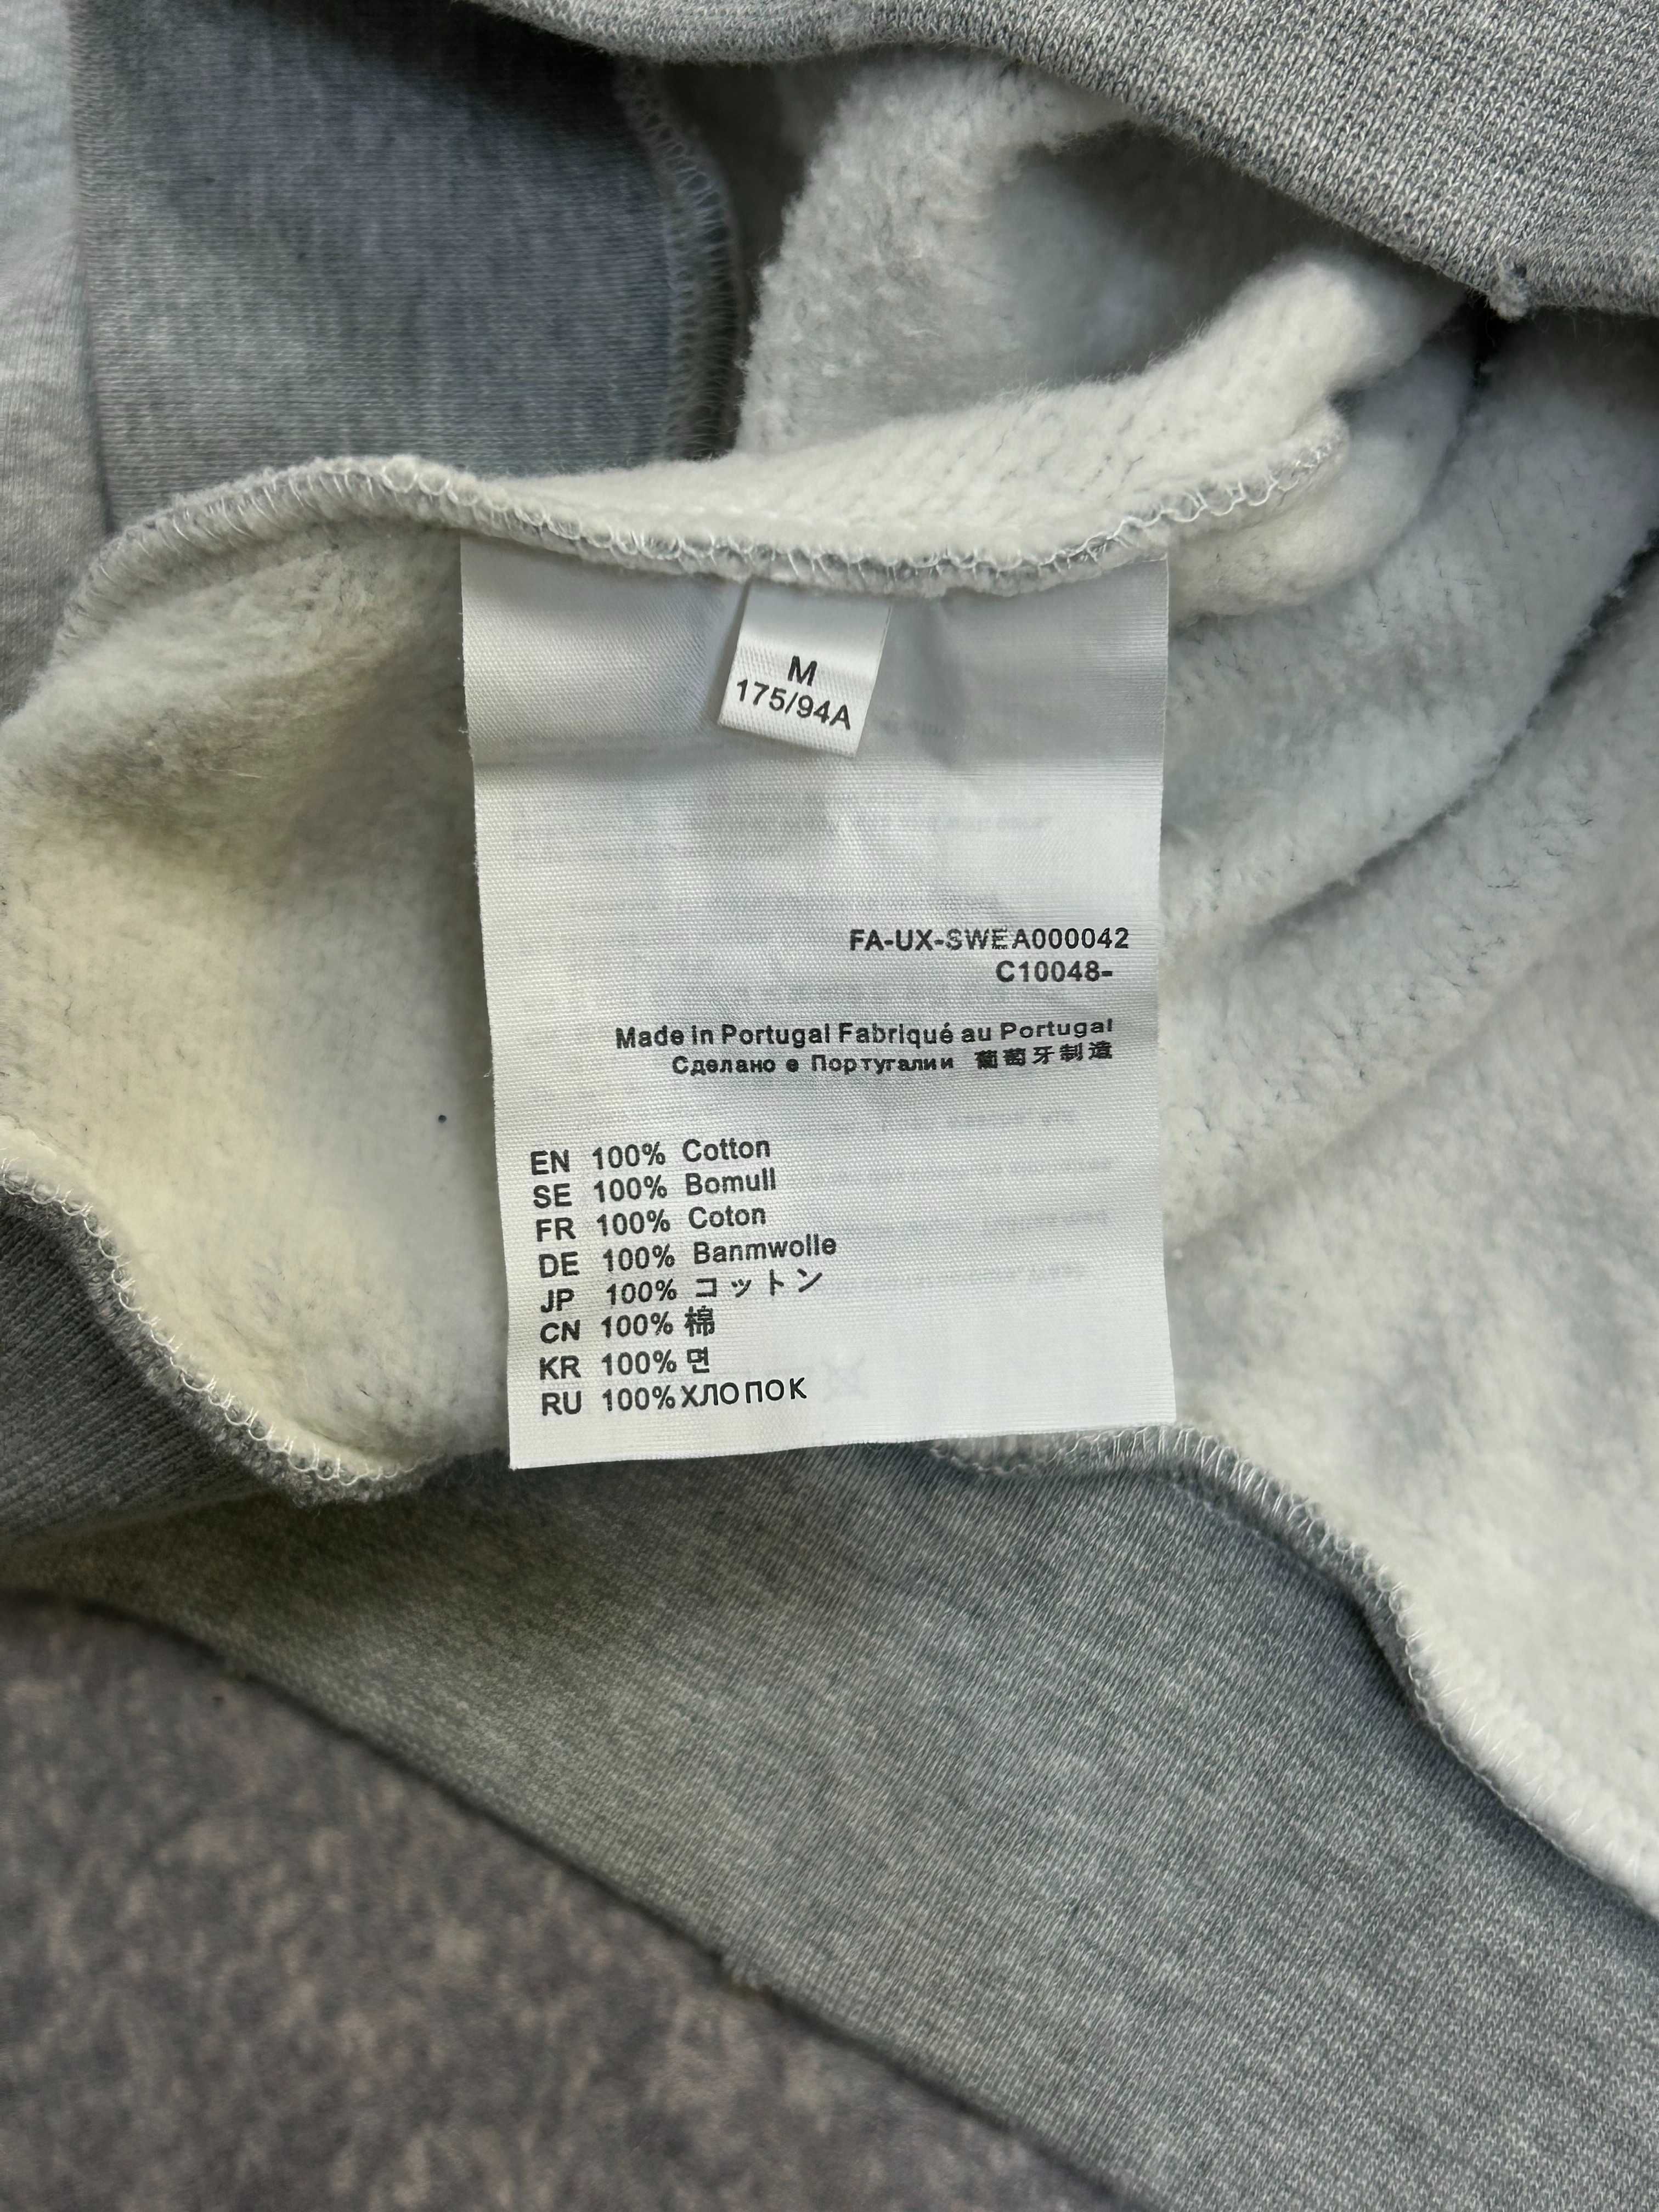 M
175/94A
FA-UX-SWEA000042
C10048-
Made in Portugal Fabriqué au Portugal
Сделано е Португалии 葡萄牙制造
EN 100% Cotton
SE 100% Bomull
FR 100% Coton
DE 100% Banmwolle
JP 100% コットン
CN 100% 棉
KR 100% 면
RU 100% ХЛОПОК